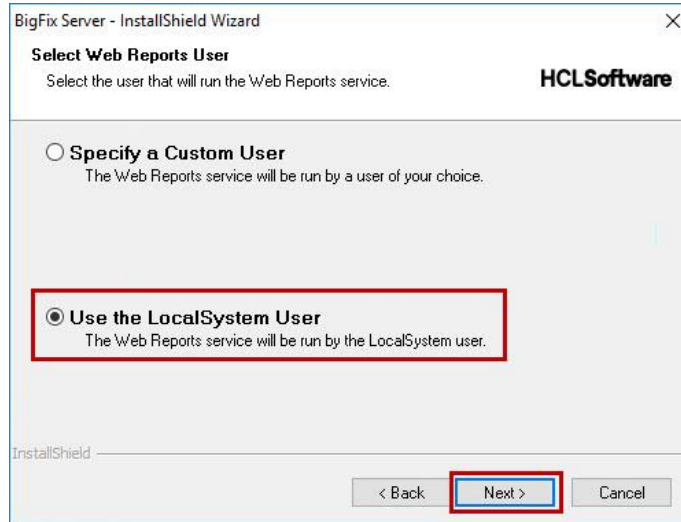 BigFix Server - InstallShield Wizard
Select Web Reports User
Select the user that will run the Web Reports service.
HCLSoftware
Specify a Custom User
The Web Reports service will be run by a user of your choice.
Use the LocalSystem User
The Web Reports service will be run by the LocalSystem user.
InstallShield
< Back
Next >
Cancel